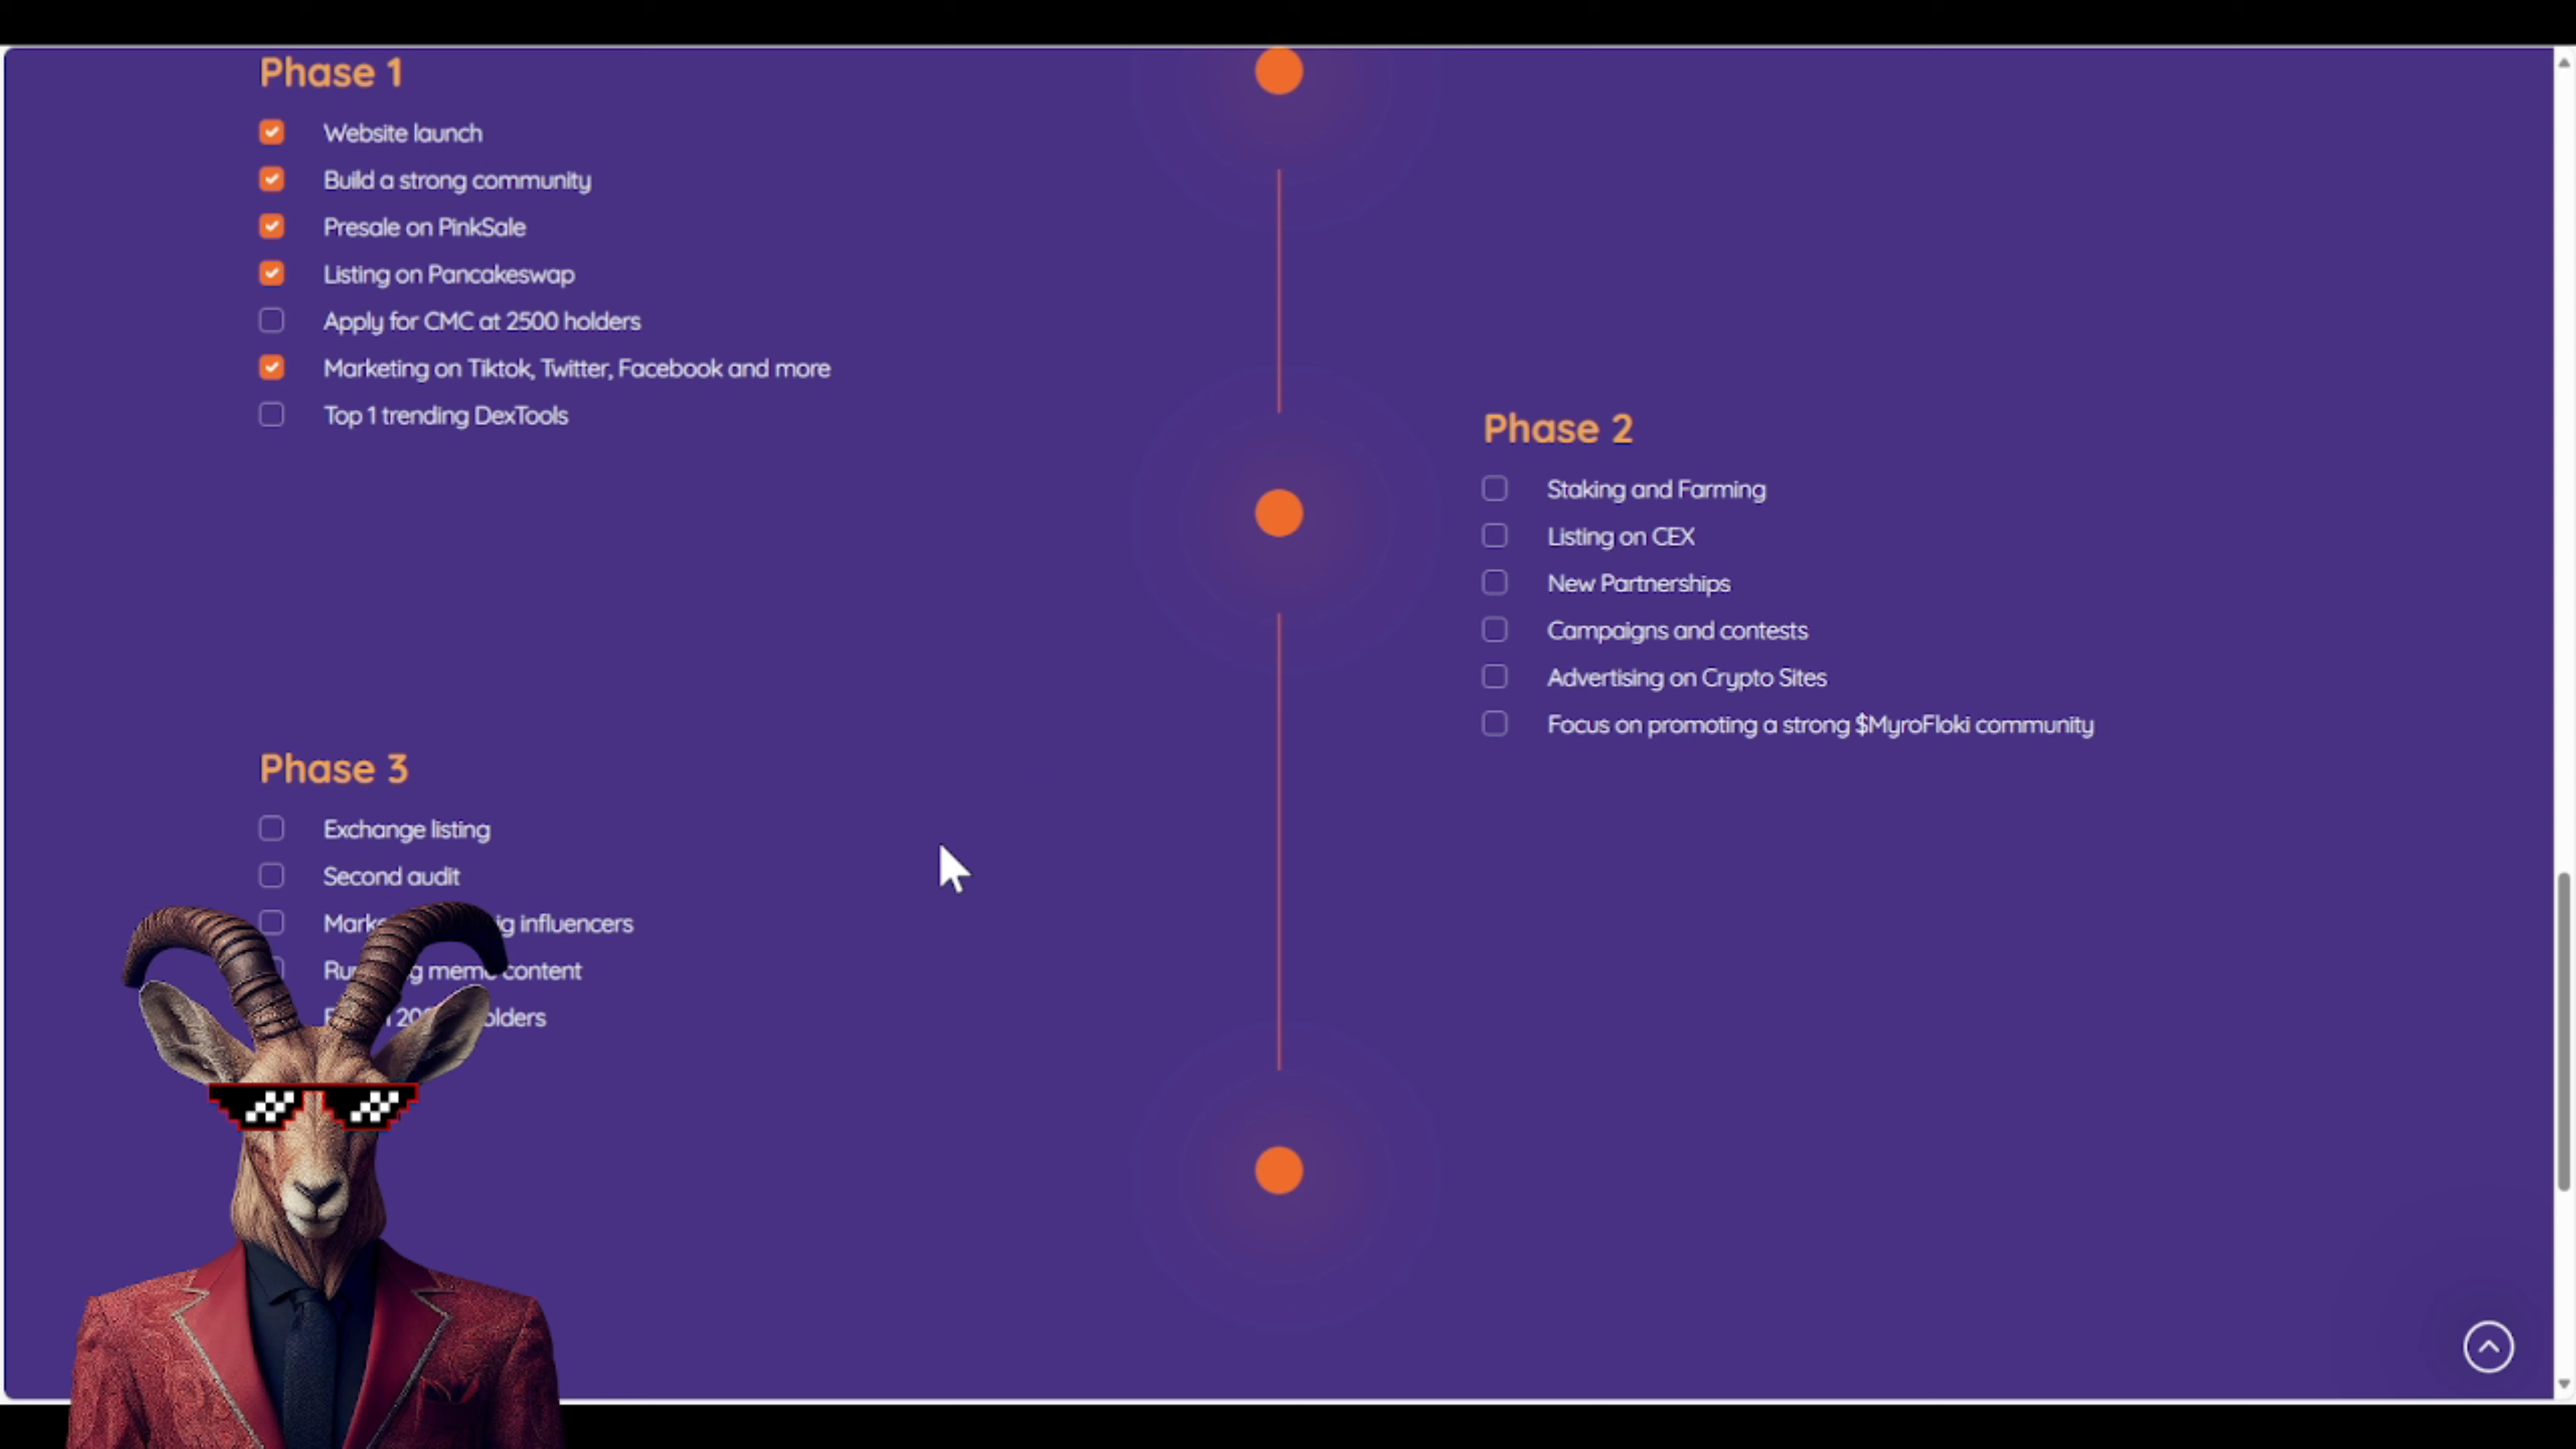 Phase 1
Website launch
Build a strong community
Presale on PinkSale
Listing on Pancakeswap
Apply for CMC at 2500 holders
Marketing on Tiktok, Twitter, Facebook and more
Top 1 trending DexTools
Phase 2
Staking and Farming
Listing on CEX
New Partnerships
Campaigns and contests
Advertising on Crypto Sites
Focus on promoting a strong $MyroFloki community
Phase 3
Exchange listing
Second audit
influencers
meme content
holders